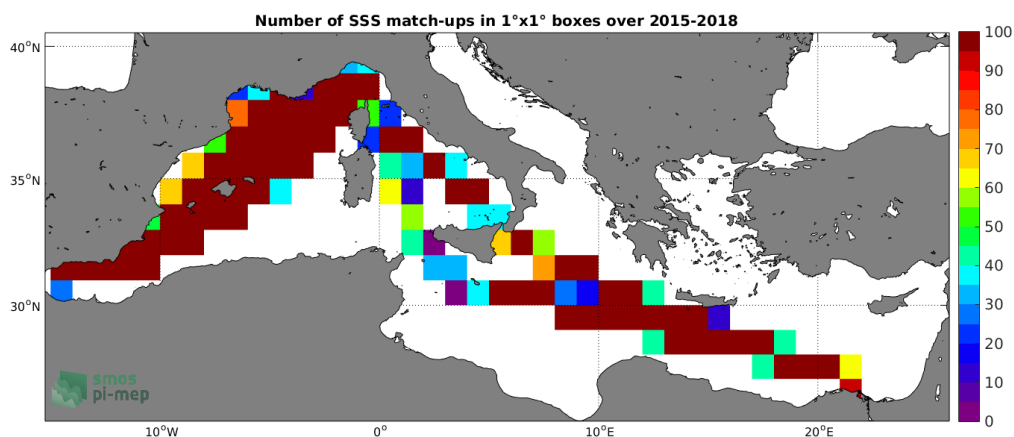 Number of SSS match-ups in 1°x1° boxes over 2015-2018
40°N
35°N
30°N
10°W
0°
10°E
20°E
100
90
80
70
60
50
40
30
20
10
0
smos
pi-mep